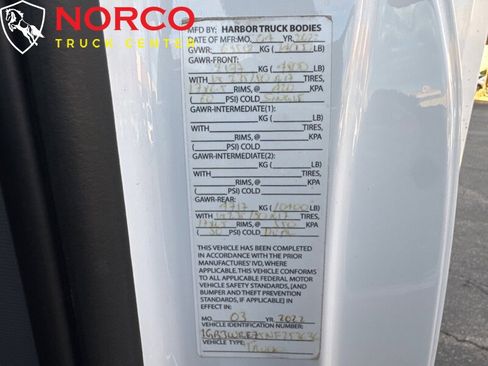 NORCO
TRUCK CENTER
MFD BY: HARBOR TRUCK BODIES
DATE OF MFR: MO. YR.
GVWR: KG ( LB)
GAWR-FRONT:
KG ( LB)
WITH TIRES,
RIMS, @ KPA
( PSI) COLD SINGLE
GAWR-INTERMEDIATE(1):
KG ( LB)
WITH TIRES,
RIMS, @ KPA
( PSI) COLD
GAWR-INTERMEDIATE(2):
KG ( LB)
WITH TIRES,
RIMS, @ KPA
( PSI) COLD
GAWR-REAR:
KG ( LB)
WITH TIRES,
RIMS, @ KPA
( PSI) COLD
THIS VEHICLE HAS BEEN COMPLETED
IN ACCORDANCE WITH THE PRIOR
MANUFACTURES' IVD, WHERE
APPLICABLE. THIS VEHICLE CONFORMS
TO ALL APPLICABLE FEDERAL MOTOR
VEHICLE SAFETY STANDARDS, [AND
BUMPER AND THEFT PREVENTION
STANDARDS, IF APPLICABLE] IN
EFFECT IN:
MO. 03 YR. 2022
VEHICLE IDENTIFICATION NUMBER:
VEHICLE TYPE: TRUCK